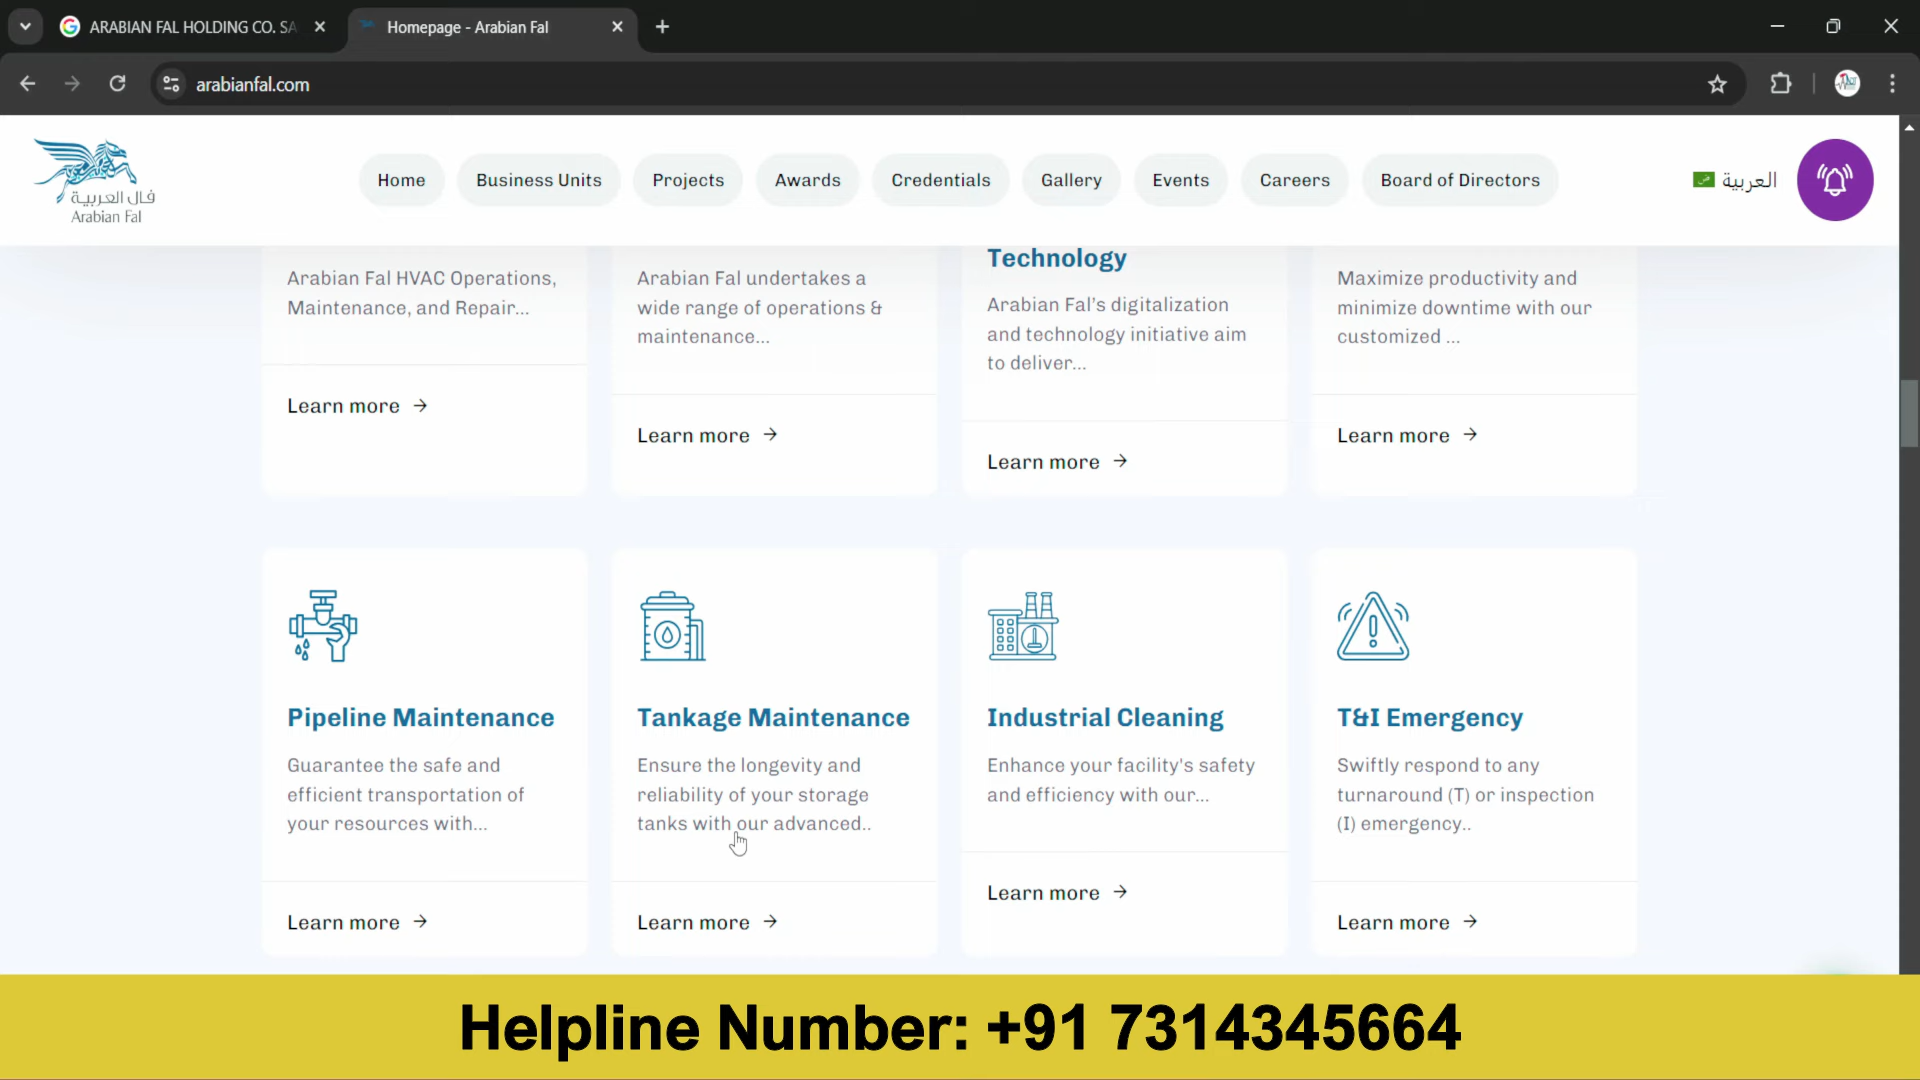 ARABIAN FAL HOLDING CO. SA
Homepage - Arabian Fal
arabianfal.com
فال العربية
Arabian Fal
Home
Business Units
Projects
Awards
Credentials
Gallery
Events
Careers
Board of Directors
العربية
Arabian Fal HVAC Operations,
Maintenance, and Repair...
Learn more →
Arabian Fal undertakes a
wide range of operations &
maintenance...
Learn more →
Technology
Arabian Fal's digitalization
and technology initiative aim
to deliver...
Learn more →
Maximize productivity and
minimize downtime with our
customized ...
Learn more →
Pipeline Maintenance
Guarantee the safe and
efficient transportation of
your resources with...
Learn more →
Tankage Maintenance
Ensure the longevity and
reliability of your storage
tanks with our advanced..
Learn more →
Industrial Cleaning
Enhance your facility's safety
and efficiency with our...
Learn more →
T&I Emergency
Swiftly respond to any
turnaround (T) or inspection
(I) emergency..
Learn more →
Helpline Number: +91 7314345664